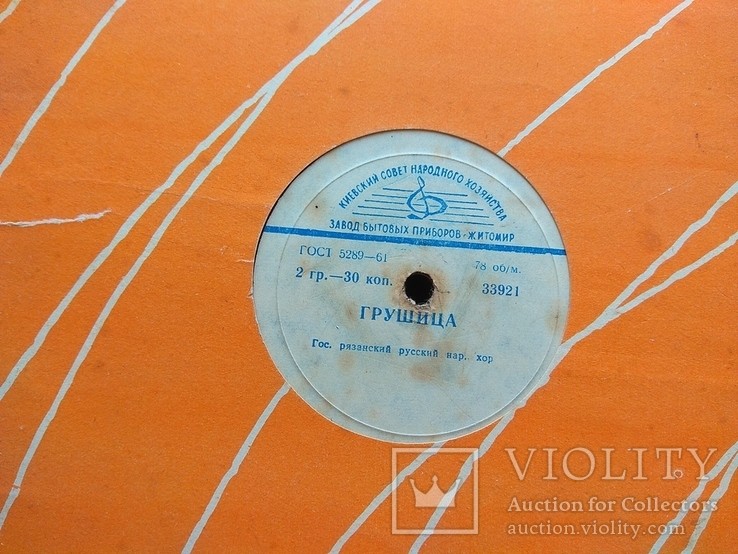 КИЕВСКИЙ СОВЕТ НАРОДНОГО ХОЗЯЙСТВА
ЗАВОД БЫТОВЫХ ПРИБОРОВ - ЖИТОМИР
ГОСТ 5289—61 78 об/м.
2 гр.—30 коп. 33921
ГРУШИЦА
Гос. рязанский русский нар. хор
VIOLITY
Auction for Collectors
auction.violity.com